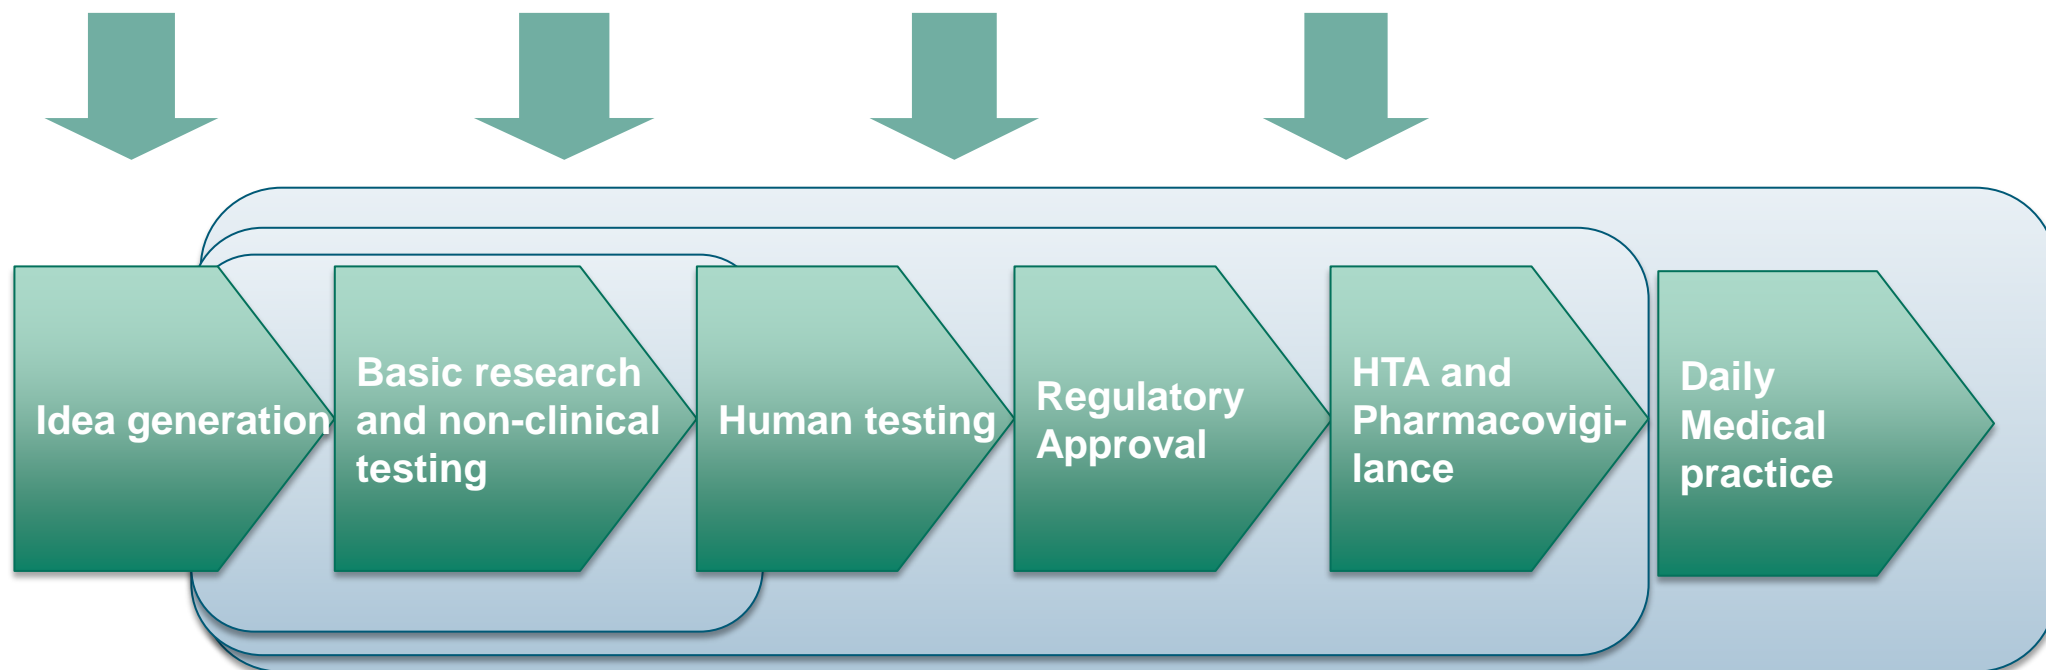 Idea generation
Basic research
and non-clinical
testing
Human testing
Regulatory
Approval
HTA and
Pharmacovigi-
lance
Daily
Medical
practice